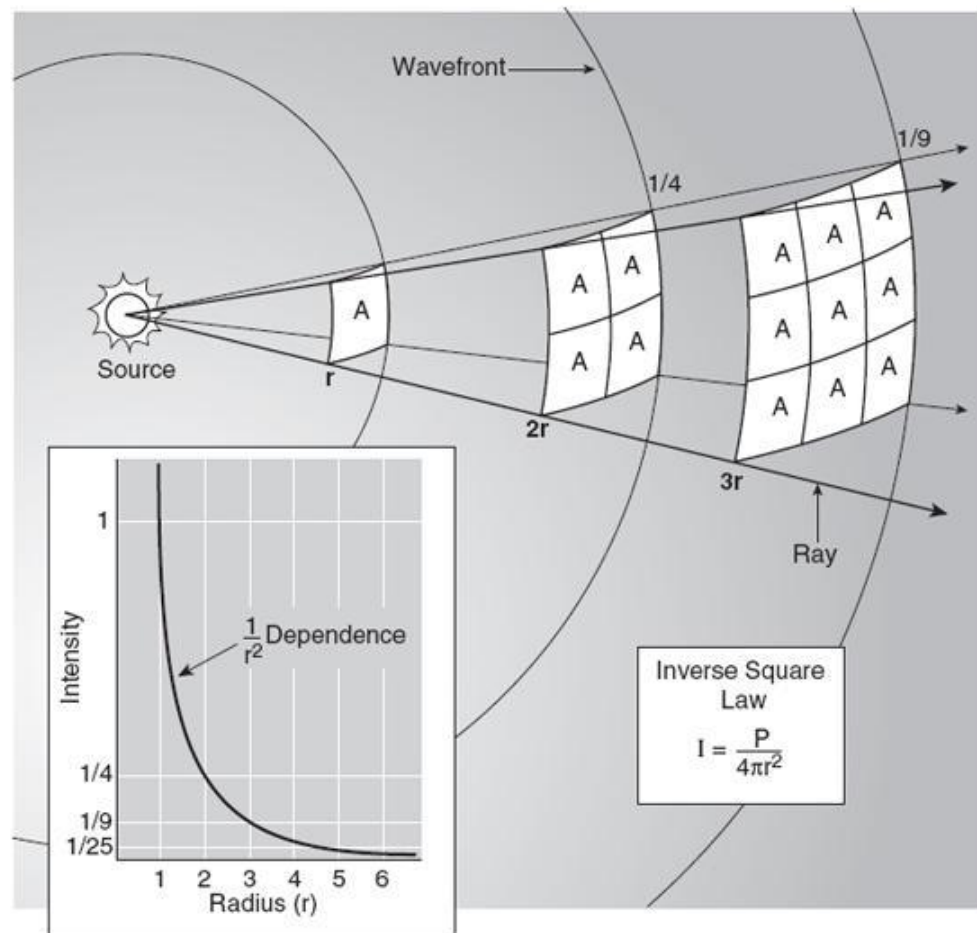 Wavefront
1/9
1/4
A
A
A
A
A
A
A
A
A
A
A
A
A
A
Source
r
2r
3r
Ray
1
1/r² Dependence
Intensity
1/4
1/9
1/25
1 2 3 4 5 6
Radius (r)
Inverse Square
Law
I = P/4πr²